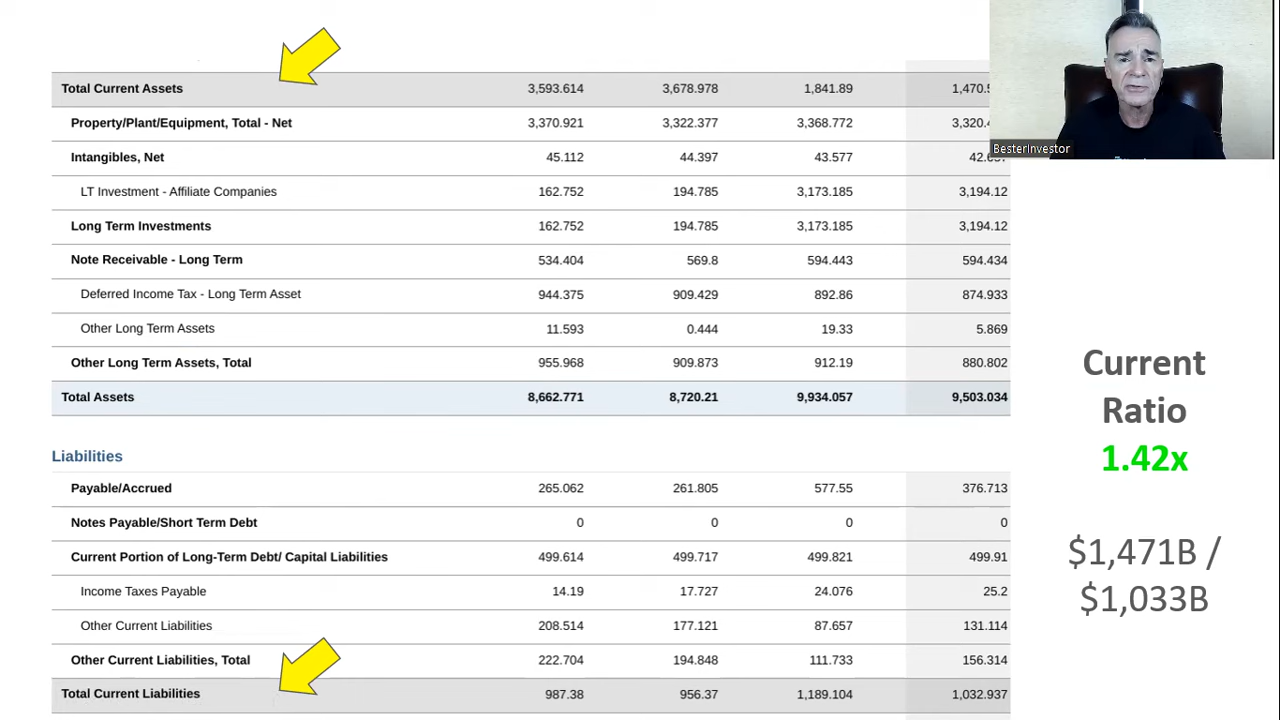 Total Current Assets 3,593.614 3,678.978 1,841.89
Property/Plant/Equipment, Total - Net 3,370.921 3,322.377 3,368.772
Intangibles, Net 45.112 44.397 43.577
BesterInvestor
LT Investment - Affiliate Companies 162.752 194.785 3,173.185 3,194.12
Long Term Investments 162.752 194.785 3,173.185 3,194.12
Note Receivable - Long Term 534.404 569.8 594.443 594.434
Deferred Income Tax - Long Term Asset 944.375 909.429 892.86 874.933
Other Long Term Assets 11.593 0.444 19.33 5.869
Other Long Term Assets, Total 955.968 909.873 912.19 880.802
Total Assets 8,662.771 8,720.21 9,934.057 9,503.034
Liabilities
Payable/Accrued 265.062 261.805 577.55 376.713
Notes Payable/Short Term Debt 0 0 0 0
Current Portion of Long-Term Debt/ Capital Liabilities 499.614 499.717 499.821 499.91
Income Taxes Payable 14.19 17.727 24.076 25.2
Other Current Liabilities 208.514 177.121 87.657 131.114
Other Current Liabilities, Total 222.704 194.848 111.733 156.314
Total Current Liabilities 987.38 956.37 1,189.104 1,032.937
Current
Ratio
1.42x
$1,471B /
$1,033B